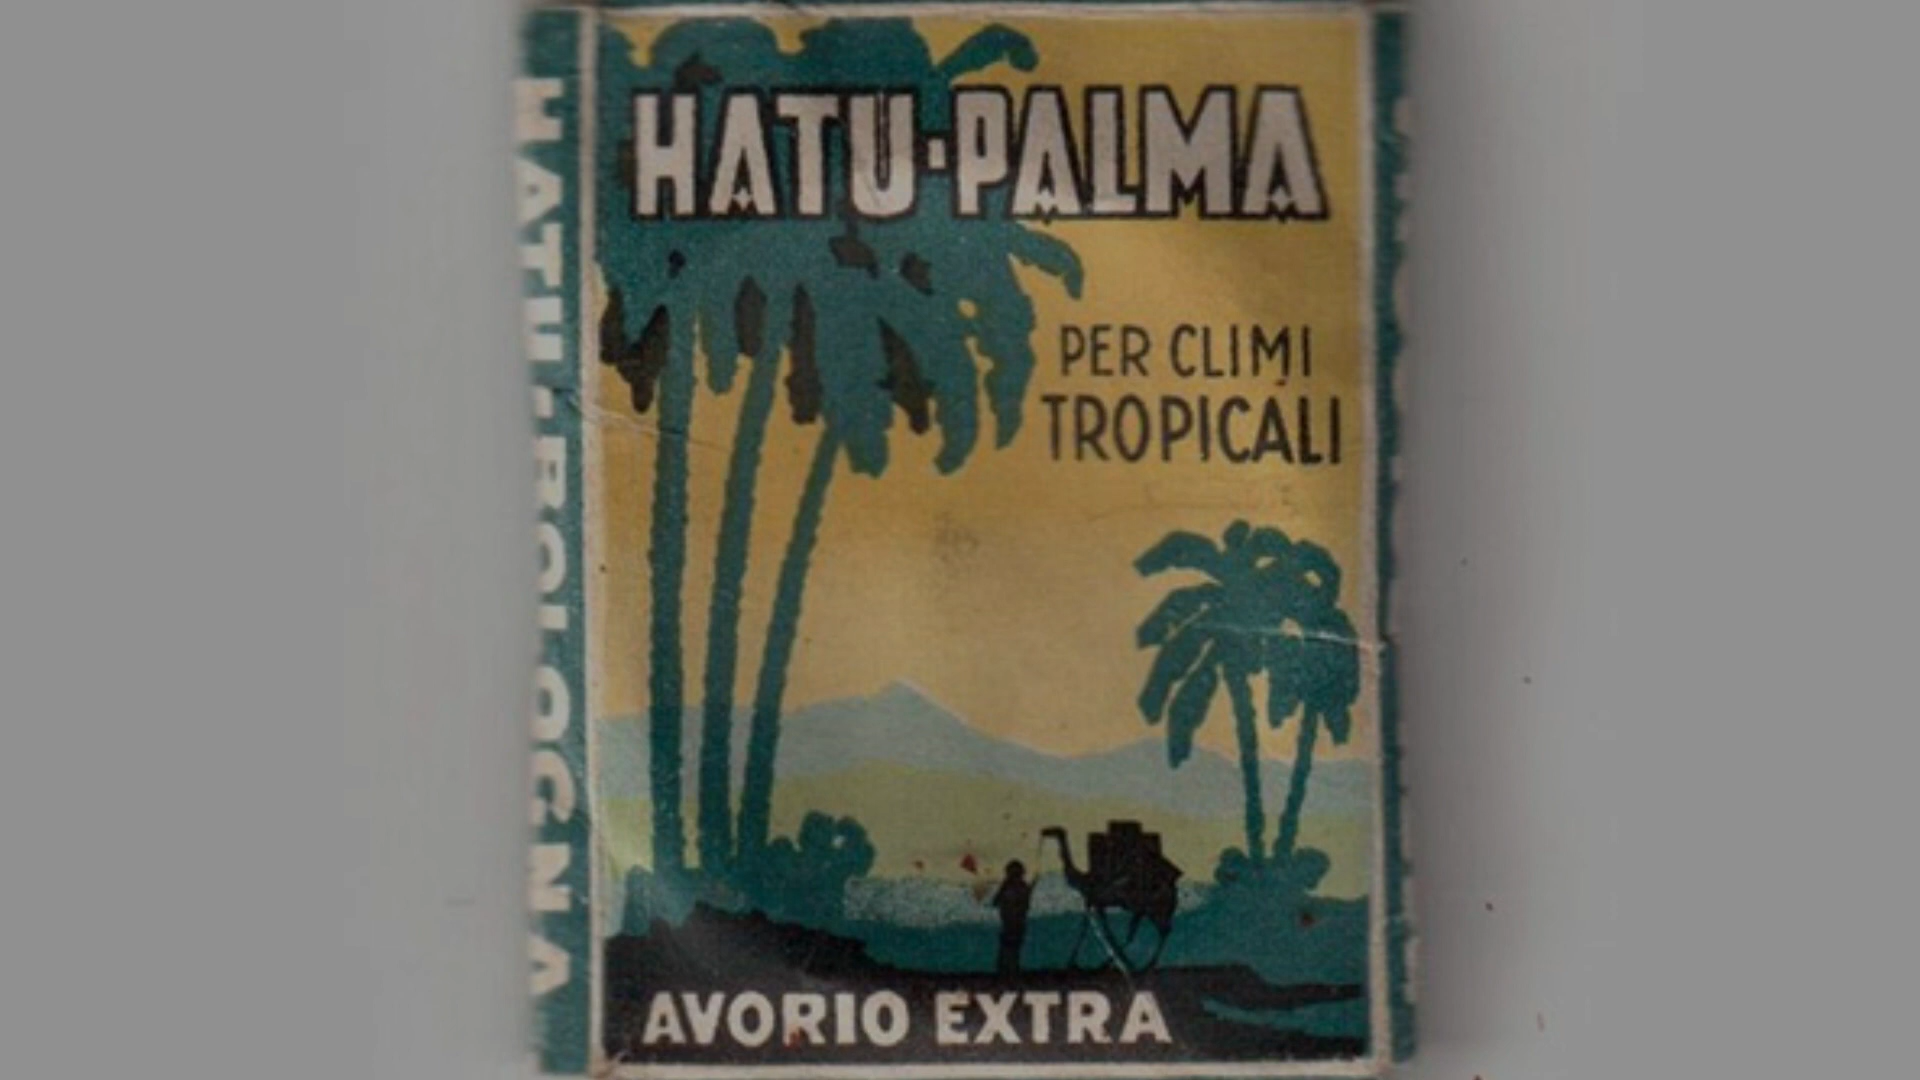 HATU-PALMA
PER CLIMI
TROPICALI
AVORIO EXTRA
HATU-BOLOGNA